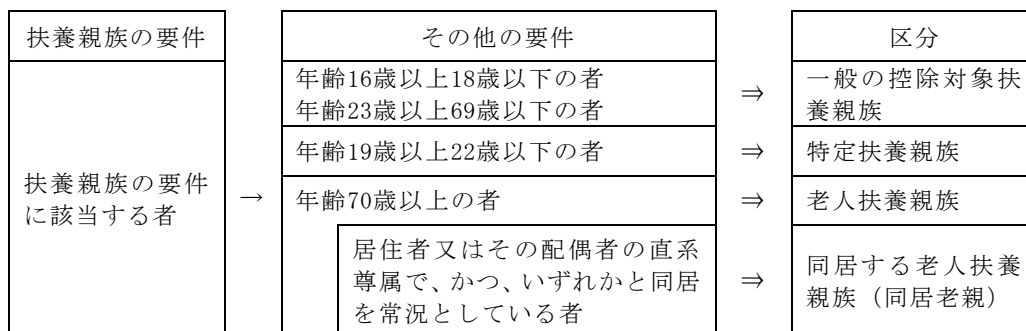 扶養親族の要件
その他の要件
区分
扶養親族の要件
に該当する者
→
年齢16歳以上18歳以下の者
年齢23歳以上69歳以下の者
⇒
一般の控除対象扶
養親族
年齢19歳以上22歳以下の者
⇒
特定扶養親族
年齢70歳以上の者
⇒
老人扶養親族
居住者又はその配偶者の直系
尊属で、かつ、いずれかと同居
を常況としている者
⇒
同居する老人扶養
親族（同居老親）